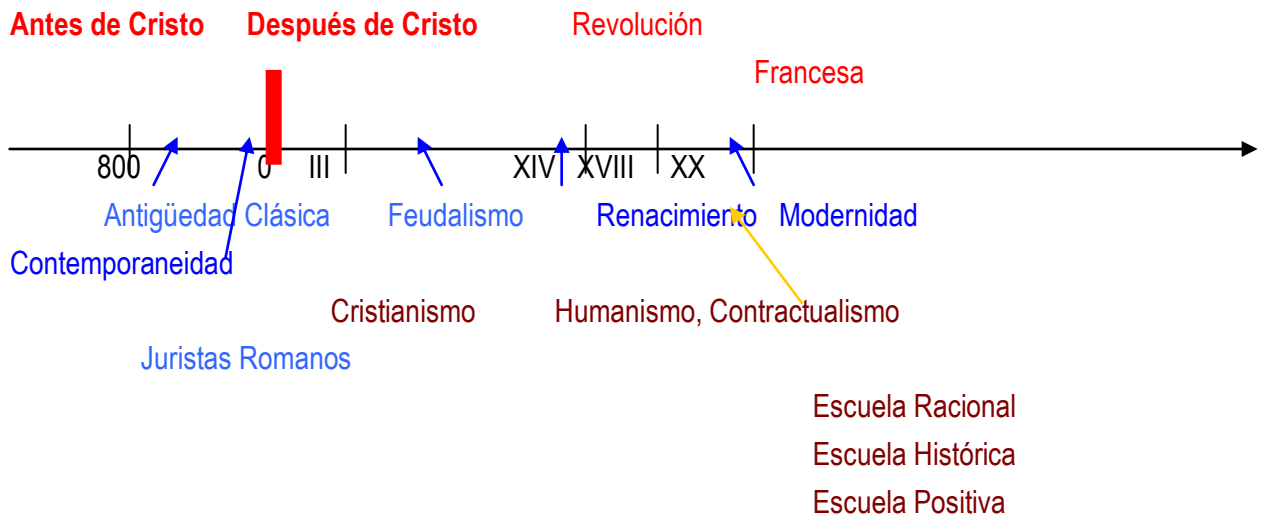 Antes de Cristo Después de Cristo Revolución
Francesa
800 0 III XIV XVIII XX
Antigüedad Clásica Feudalismo Renacimiento Modernidad
Contemporaneidad
Cristianismo Humanismo, Contractualismo
Juristas Romanos
Escuela Racional
Escuela Histórica
Escuela Positiva